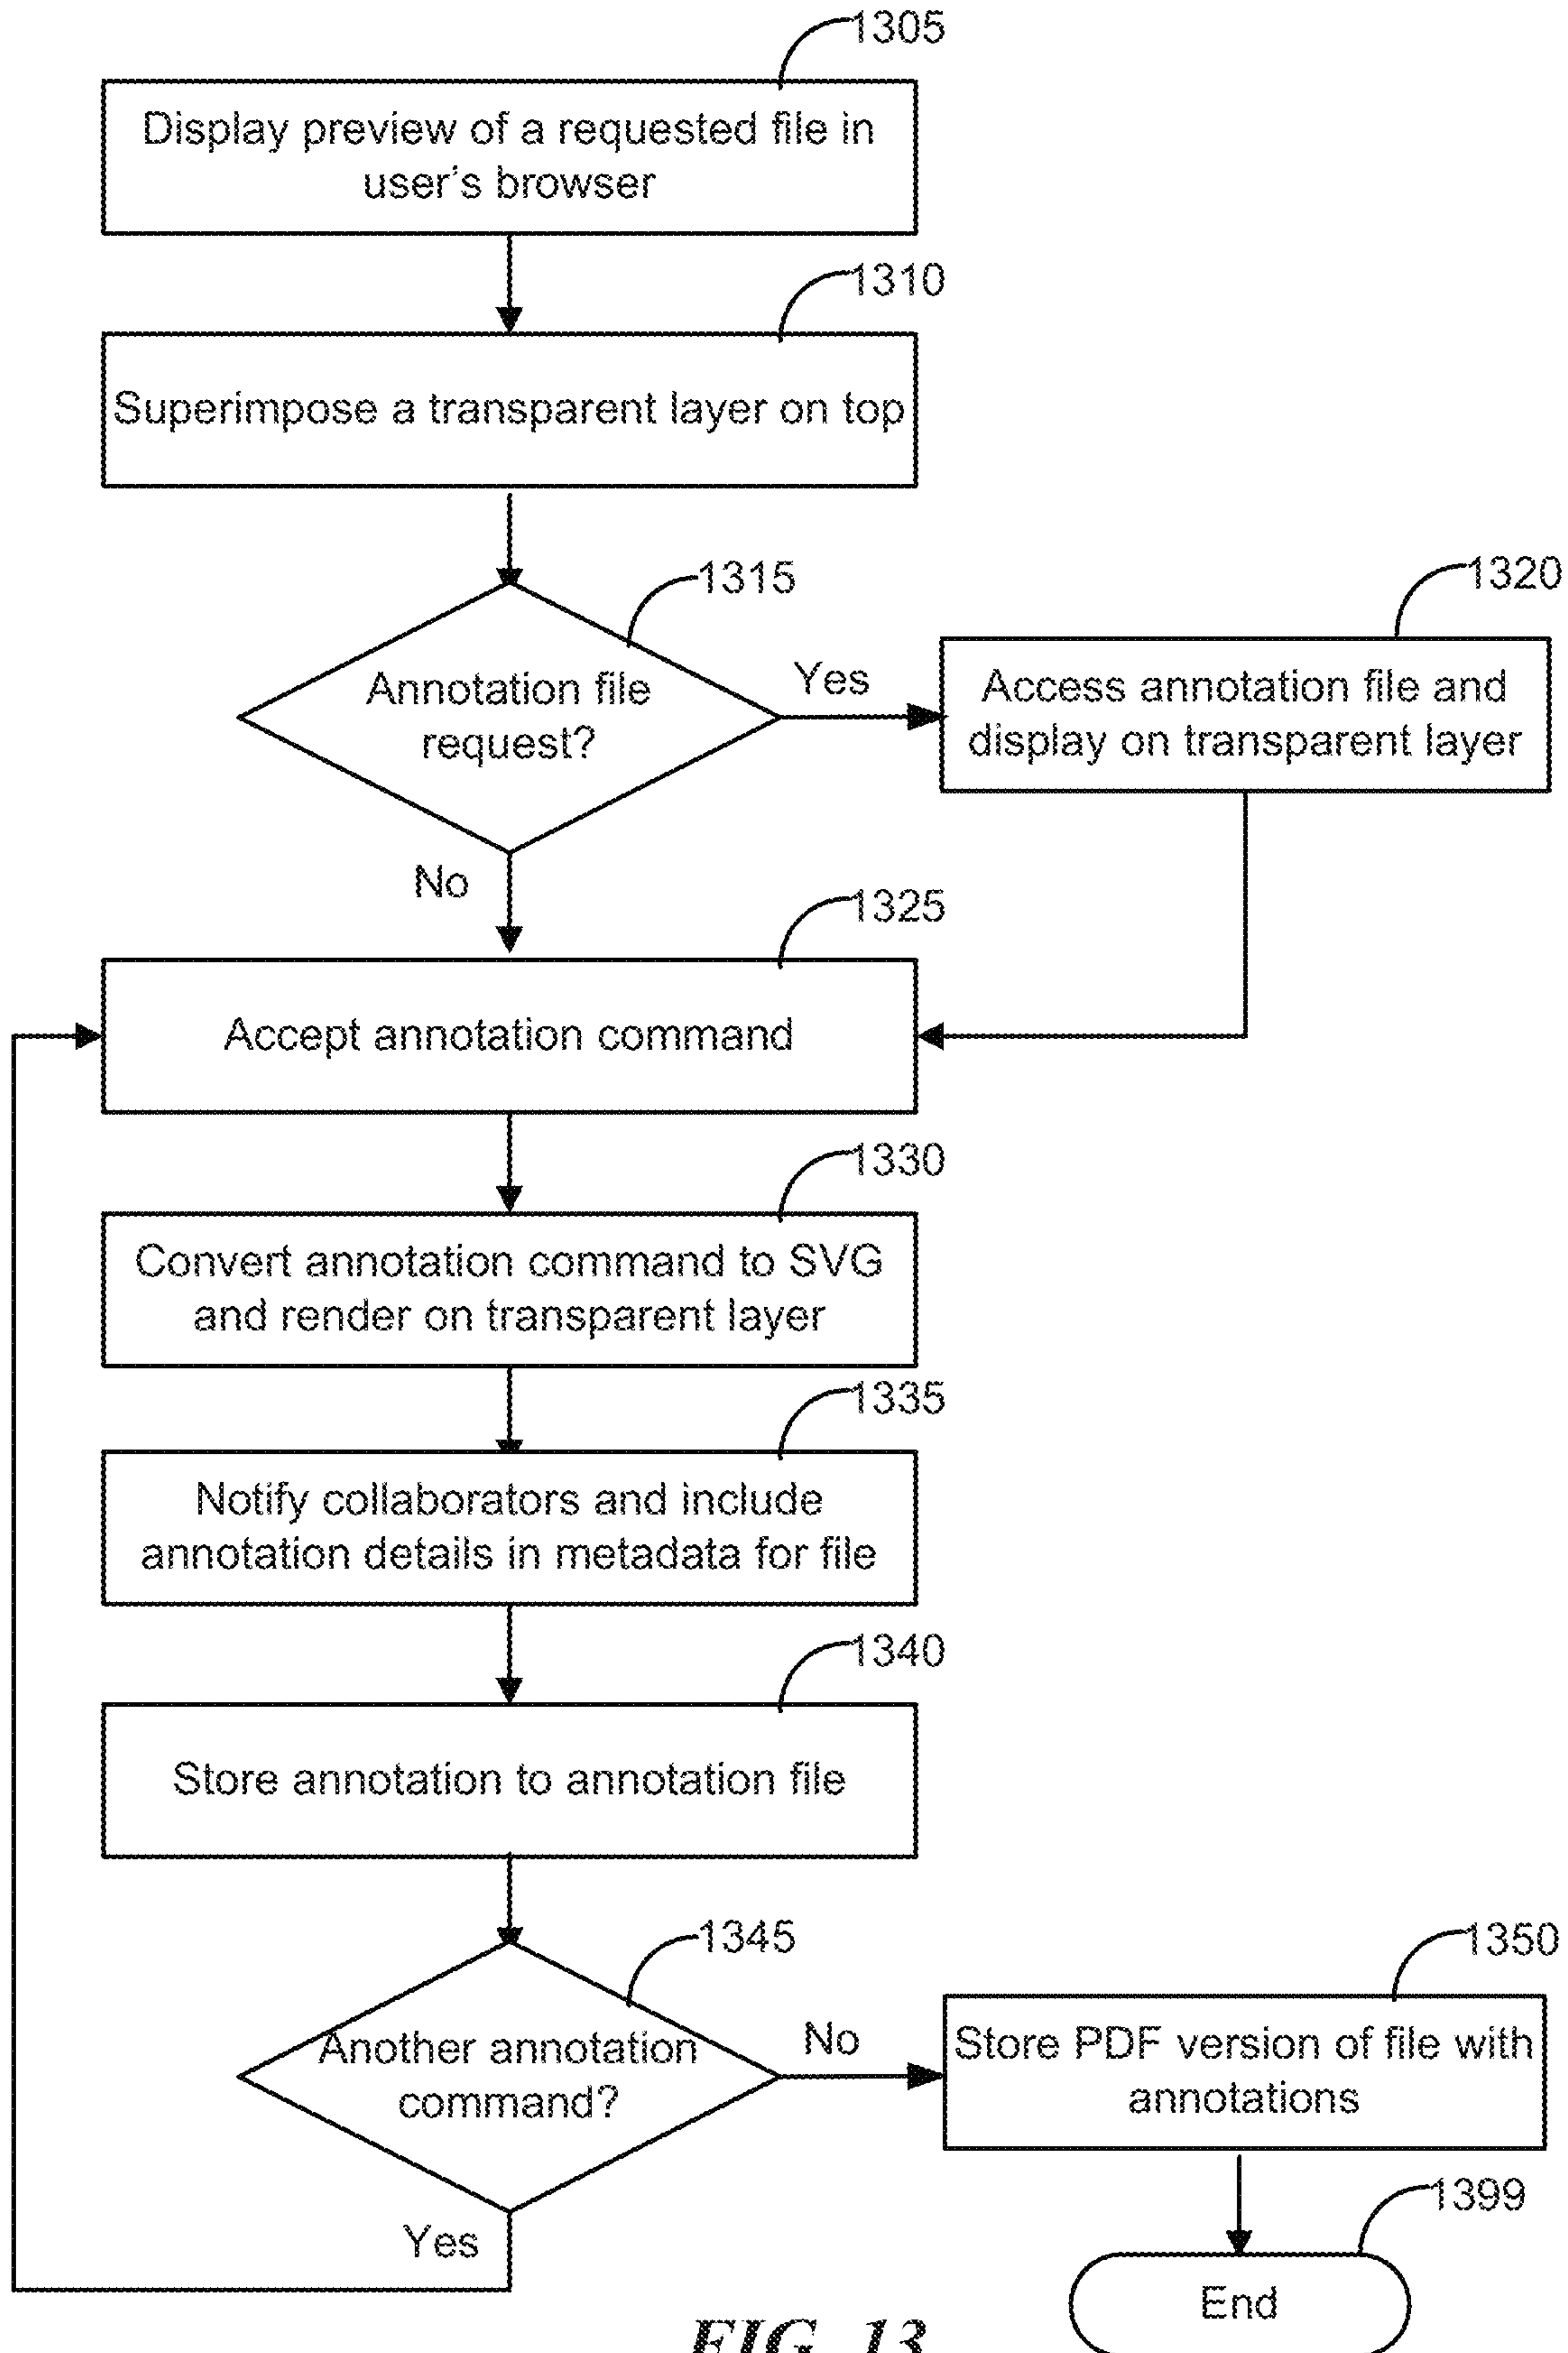 1305
Display preview of a requested file in
user's browser
1310
Superimpose a transparent layer on top
1315
Annotation file
request?
Yes
1320
Access annotation file and
display on transparent layer
No
1325
Accept annotation command
1330
Convert annotation command to SVG
and render on transparent layer
1335
Notify collaborators and include
annotation details in metadata for file
1340
Store annotation to annotation file
1345
Another annotation
command?
No
1350
Store PDF version of file with
annotations
Yes
1399
End
FIG. 13